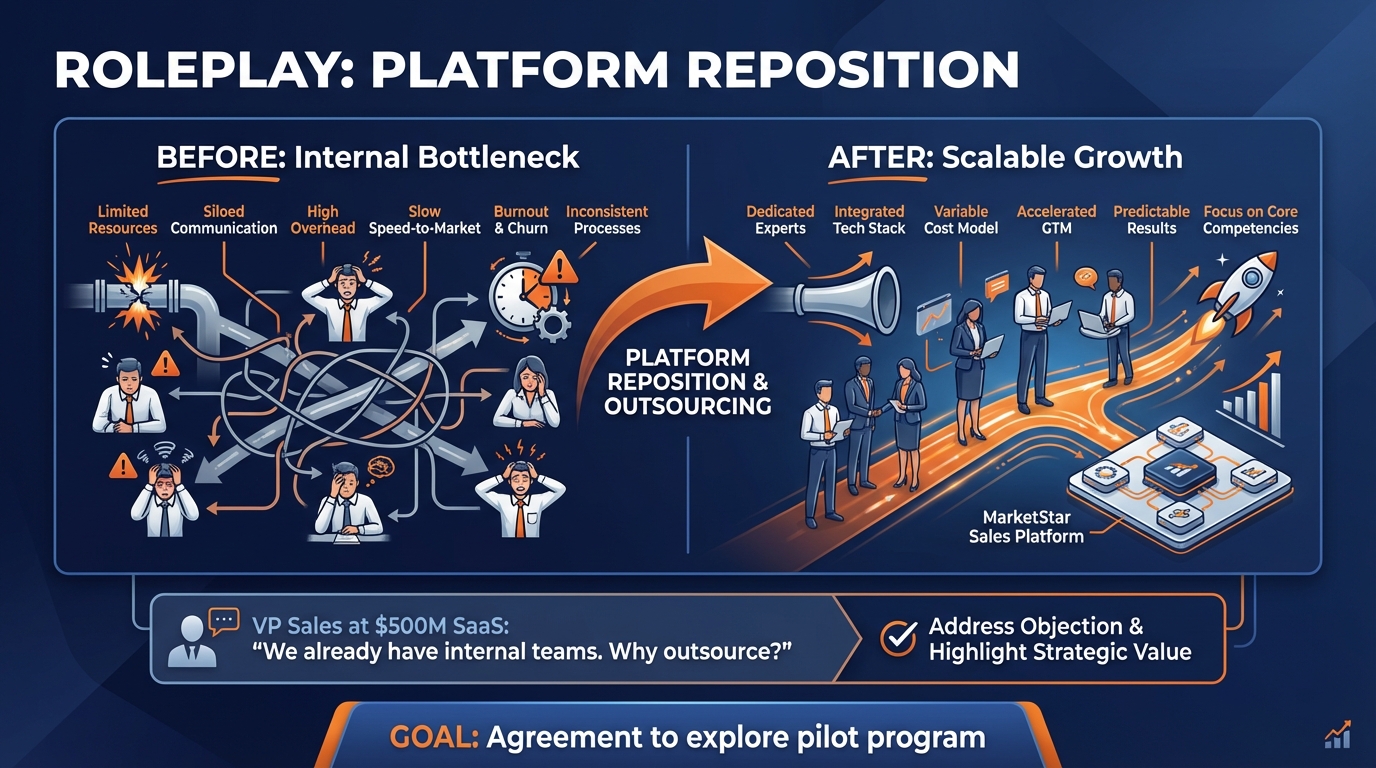 ROLEPLAY: PLATFORM REPOSITION
BEFORE: Internal Bottleneck
Limited
Resources
Siloed
Communication
High
Overhead
Slow
Speed-to-Market
Burnout
& Churn
Inconsistent
Processes
PLATFORM
REPOSITION &
OUTSOURCING
AFTER: Scalable Growth
Dedicated
Experts
Integrated
Tech Stack
Variable
Cost Model
Accelerated
GTM
Predictable
Results
Focus on Core
Competencies
MarketStar
Sales Platform
VP Sales at $500M SaaS:
“We already have internal teams. Why outsource?”
Address Objection &
Highlight Strategic Value
GOAL: Agreement to explore pilot program